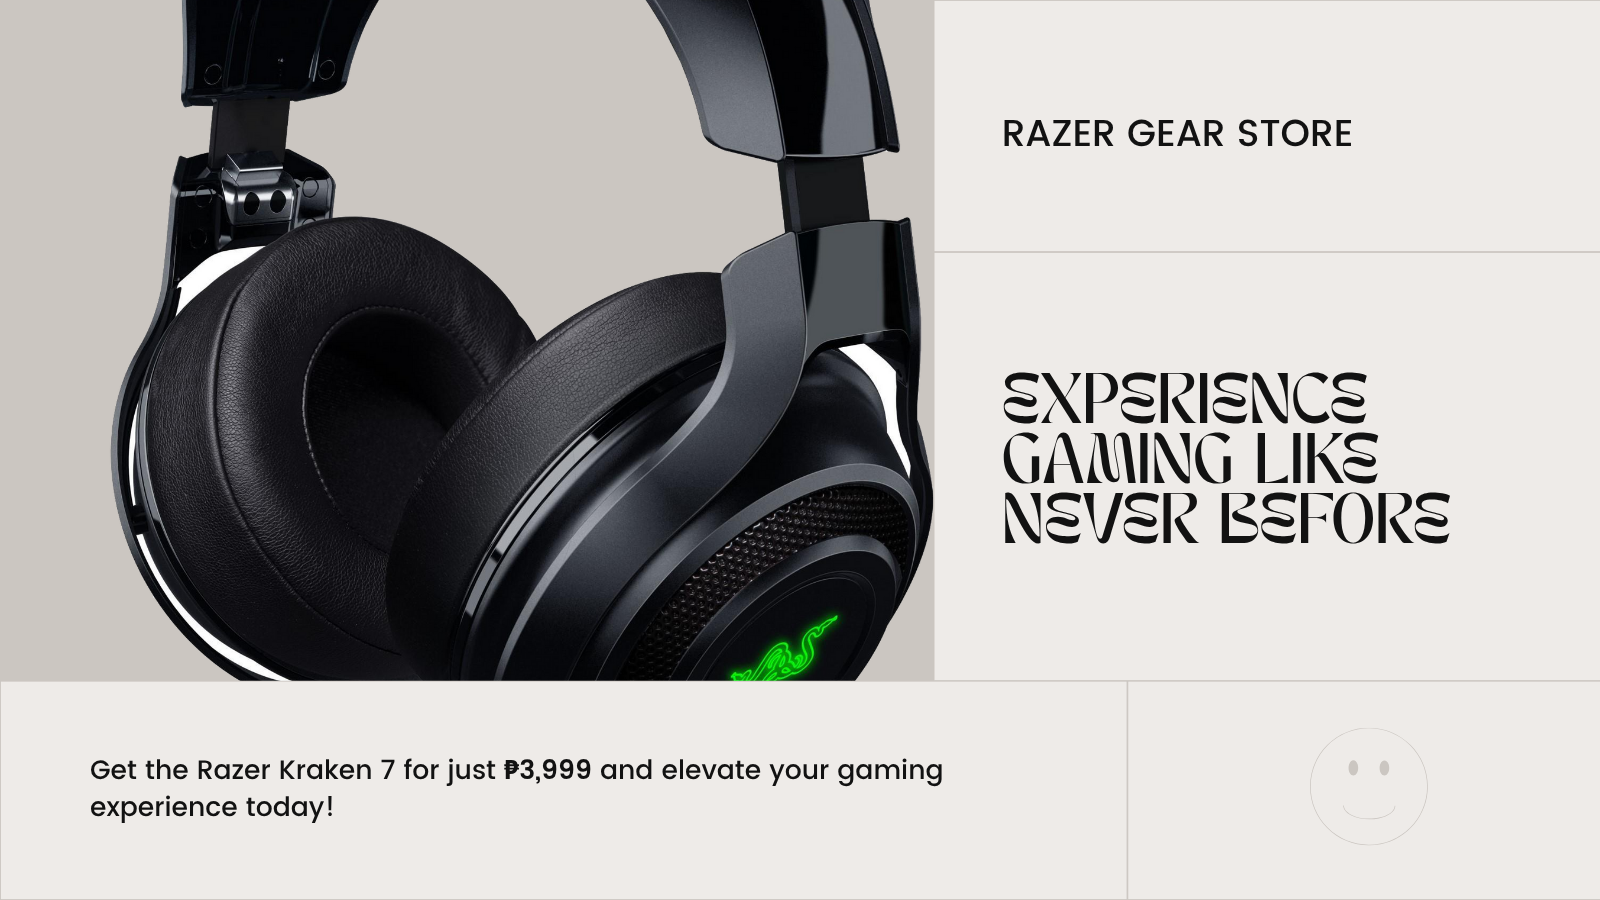 RAZER GEAR STORE
EXPERIENCE
GAMING LIKE
NEVER BEFORE
Get the Razer Kraken 7 for just ₱3,999 and elevate your gaming
experience today!